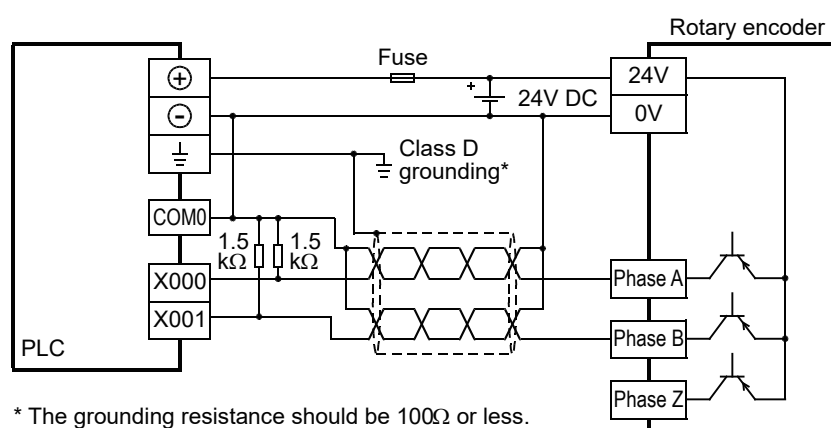 Rotary encoder
Fuse
24V
+
24V DC
0V
Class D
grounding*
COM0
1.5
kΩ
1.5
kΩ
X000
X001
PLC
Phase A
Phase B
Phase Z
* The grounding resistance should be 100Ω or less.